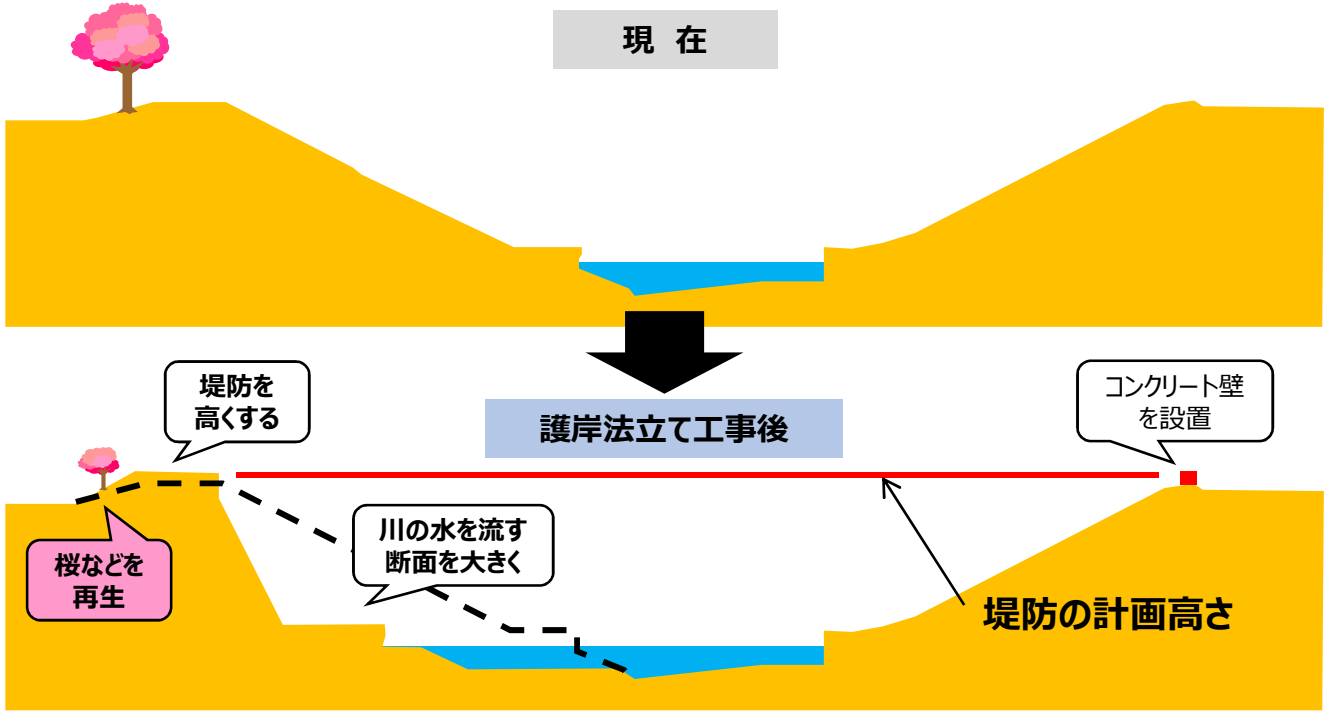 現 在
堤防を
高くする
護岸法立て工事後
コンクリート壁
を設置
川の水を流す
断面を大きく
桜などを
再生
堤防の計画高さ